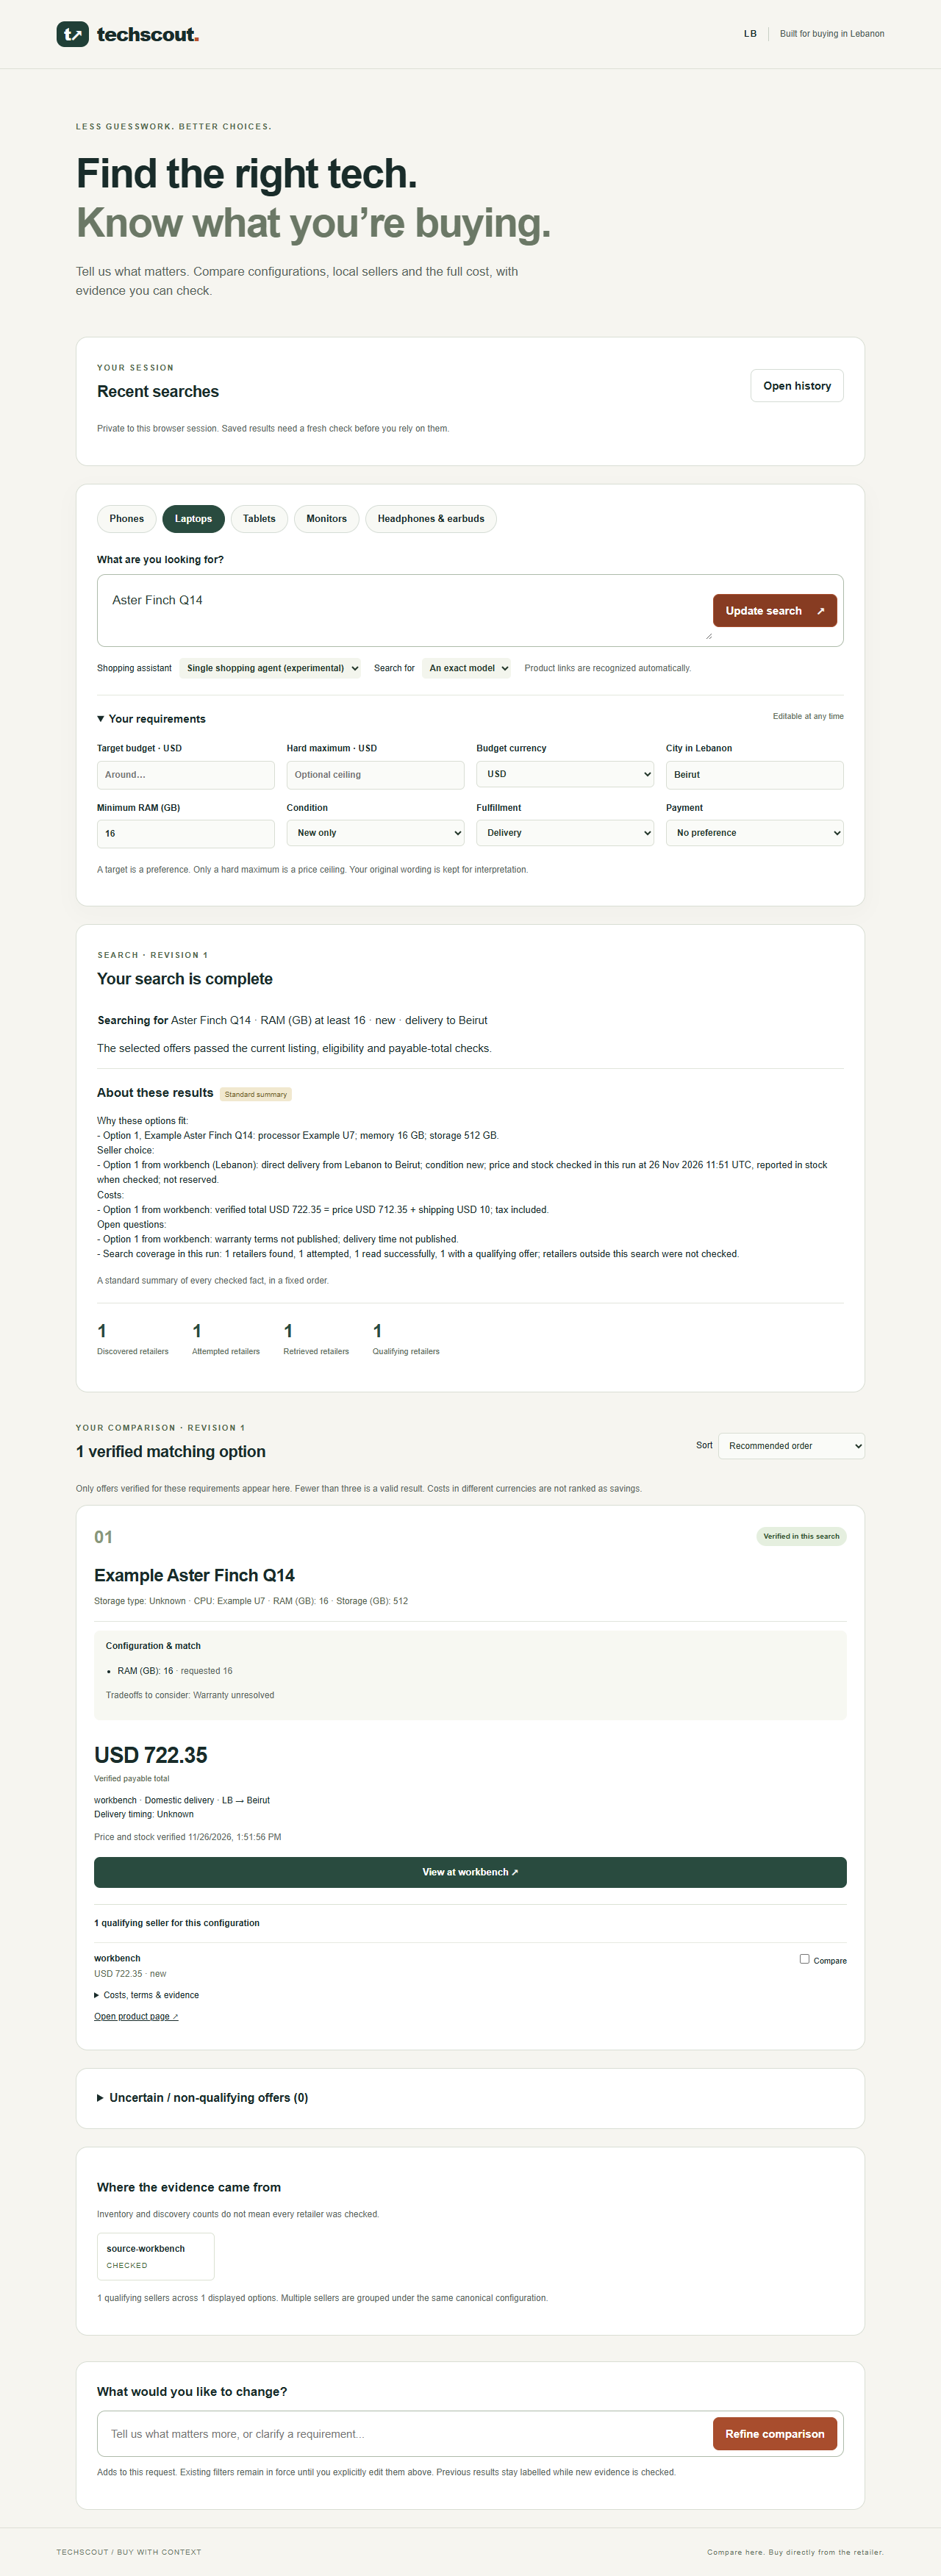 t↗ techscout.
LB Built for buying in Lebanon
LESS GUESSWORK. BETTER CHOICES.
Find the right tech.
Know what you’re buying.
Tell us what matters. Compare configurations, local sellers and the full cost, with
evidence you can check.
YOUR SESSION
Recent searches
Open history
Private to this browser session. Saved results need a fresh check before you rely on them.
Phones Laptops Tablets Monitors Headphones & earbuds
What are you looking for?
Aster Finch Q14
Update search ↗
Shopping assistant Single shopping agent (experimental) Search for An exact model Product links are recognized automatically.
▼ Your requirements
Editable at any time
Target budget · USD Hard maximum · USD Budget currency City in Lebanon
Around... Optional ceiling USD Beirut
Minimum RAM (GB) Condition Fulfillment Payment
16 New only Delivery No preference
A target is a preference. Only a hard maximum is a price ceiling. Your original wording is kept for interpretation.
SEARCH · REVISION 1
Your search is complete
Searching for Aster Finch Q14 · RAM (GB) at least 16 · new · delivery to Beirut
The selected offers passed the current listing, eligibility and payable-total checks.
About these results Standard summary
Why these options fit:
- Option 1, Example Aster Finch Q14: processor Example U7; memory 16 GB; storage 512 GB.
Seller choice:
- Option 1 from workbench (Lebanon): direct delivery from Lebanon to Beirut; condition new; price and stock checked in this run at 26 Nov 2026 11:51 UTC, reported in stock
when checked; not reserved.
Costs:
- Option 1 from workbench: verified total USD 722.35 = price USD 712.35 + shipping USD 10; tax included.
Open questions:
- Option 1 from workbench: warranty terms not published; delivery time not published.
- Search coverage in this run: 1 retailers found, 1 attempted, 1 read successfully, 1 with a qualifying offer; retailers outside this search were not checked.
A standard summary of every checked fact, in a fixed order.
1 1 1 1
Discovered retailers Attempted retailers Retrieved retailers Qualifying retailers
YOUR COMPARISON · REVISION 1
1 verified matching option
Sort Recommended order
Only offers verified for these requirements appear here. Fewer than three is a valid result. Costs in different currencies are not ranked as savings.
01
Verified in this search
Example Aster Finch Q14
Storage type: Unknown · CPU: Example U7 · RAM (GB): 16 · Storage (GB): 512
Configuration & match
• RAM (GB): 16 · requested 16
Tradeoffs to consider: Warranty unresolved
USD 722.35
Verified payable total
workbench · Domestic delivery · LB → Beirut
Delivery timing: Unknown
Price and stock verified 11/26/2026, 1:51:56 PM
View at workbench ↗
1 qualifying seller for this configuration
workbench
Compare
USD 722.35 · new
▶ Costs, terms & evidence
Open product page ↗
▶ Uncertain / non-qualifying offers (0)
Where the evidence came from
Inventory and discovery counts do not mean every retailer was checked.
source-workbench
CHECKED
1 qualifying sellers across 1 displayed options. Multiple sellers are grouped under the same canonical configuration.
What would you like to change?
Tell us what matters more, or clarify a requirement...
Refine comparison
Adds to this request. Existing filters remain in force until you explicitly edit them above. Previous results stay labelled while new evidence is checked.
TECHSCOUT / BUY WITH CONTEXT
Compare here. Buy directly from the retailer.